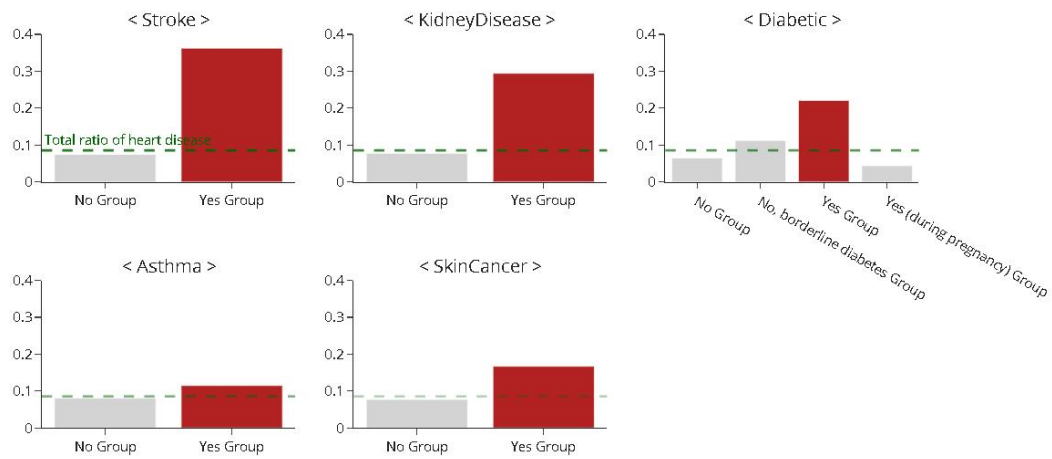 < Stroke >
0.4
0.3
0.2
0.1
0
Total ratio of heart disease
No Group
Yes Group
< KidneyDisease >
0.4
0.3
0.2
0.1
0
No Group
Yes Group
< Diabetic >
0.4
0.3
0.2
0.1
0
No Group
No, borderline diabetes Group
Yes Group
Yes (during pregnancy) Group
< Asthma >
0.4
0.3
0.2
0.1
0
No Group
Yes Group
< SkinCancer >
0.4
0.3
0.2
0.1
0
No Group
Yes Group